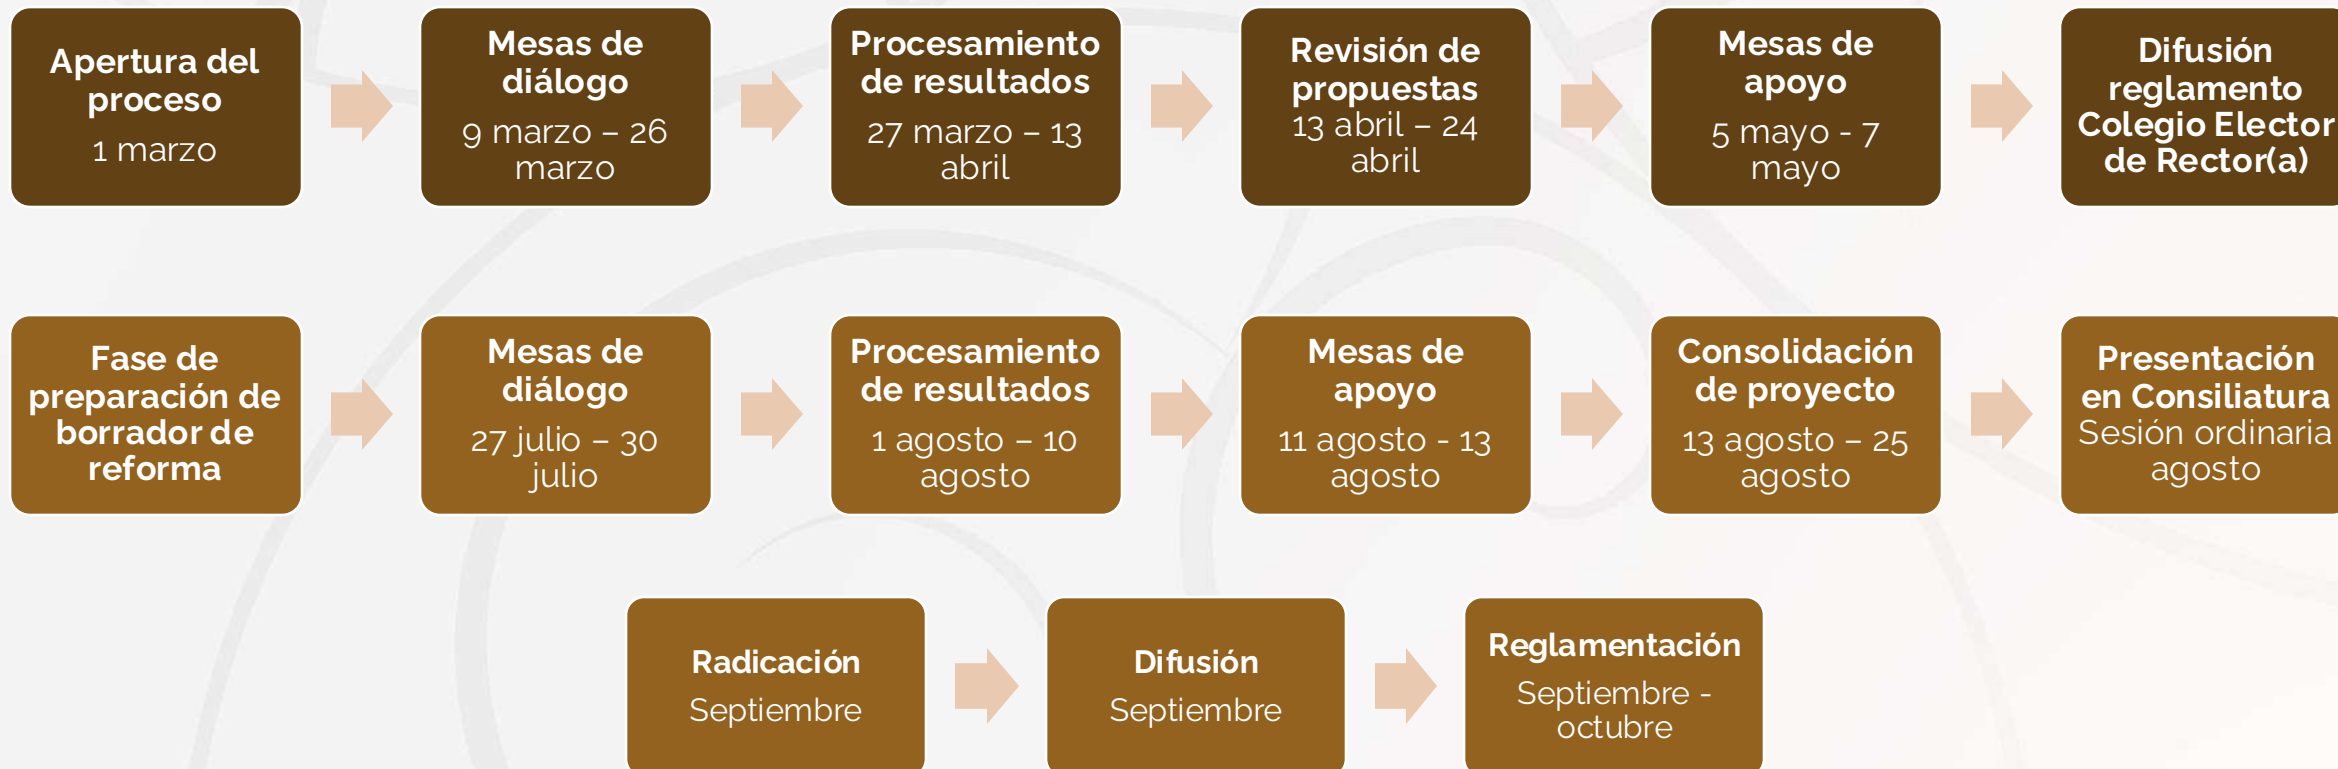 Apertura del
proceso
1 marzo
Mesas de
diálogo
9 marzo – 26
marzo
Procesamiento
de resultados
27 marzo – 13
abril
Revisión de
propuestas
13 abril – 24
abril
Mesas de
apoyo
5 mayo - 7
mayo
Difusión
reglamento
Colegio Elector
de Rector(a)
Fase de
preparación de
borrador de
reforma
Mesas de
diálogo
27 julio – 30
julio
Procesamiento
de resultados
1 agosto – 10
agosto
Mesas de
apoyo
11 agosto - 13
agosto
Consolidación
de proyecto
13 agosto – 25
agosto
Presentación
en Consiliatura
Sesión ordinaria
agosto
Radicación
Septiembre
Difusión
Septiembre
Reglamentación
Septiembre -
octubre